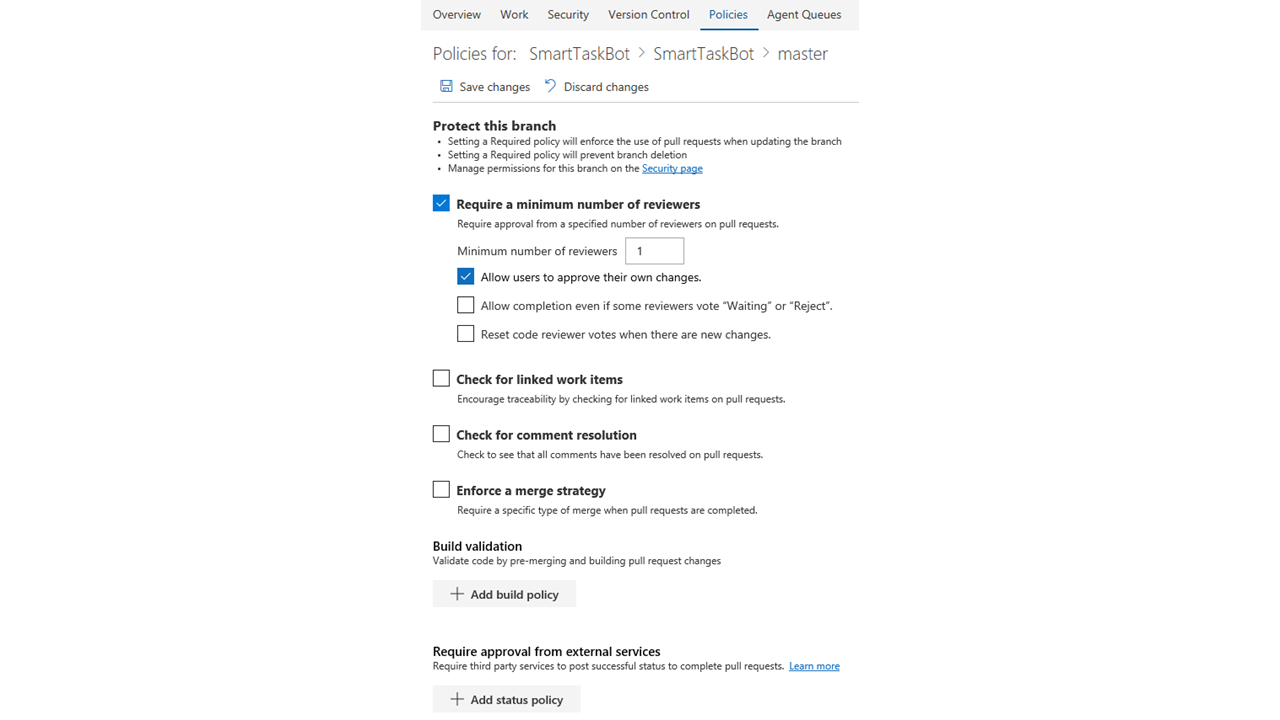 Overview Work Security Version Control Policies Agent Queues
Policies for: SmartTaskBot > SmartTaskBot > master
Save changes Discard changes
Protect this branch
• Setting a Required policy will enforce the use of pull requests when updating the branch
• Setting a Required policy will prevent branch deletion
• Manage permissions for this branch on the Security page
Require a minimum number of reviewers
Require approval from a specified number of reviewers on pull requests.
Minimum number of reviewers 1
Allow users to approve their own changes.
Allow completion even if some reviewers vote “Waiting” or “Reject”.
Reset code reviewer votes when there are new changes.
Check for linked work items
Encourage traceability by checking for linked work items on pull requests.
Check for comment resolution
Check to see that all comments have been resolved on pull requests.
Enforce a merge strategy
Require a specific type of merge when pull requests are completed.
Build validation
Validate code by pre-merging and building pull request changes
+ Add build policy
Require approval from external services
Require third party services to post successful status to complete pull requests. Learn more
+ Add status policy